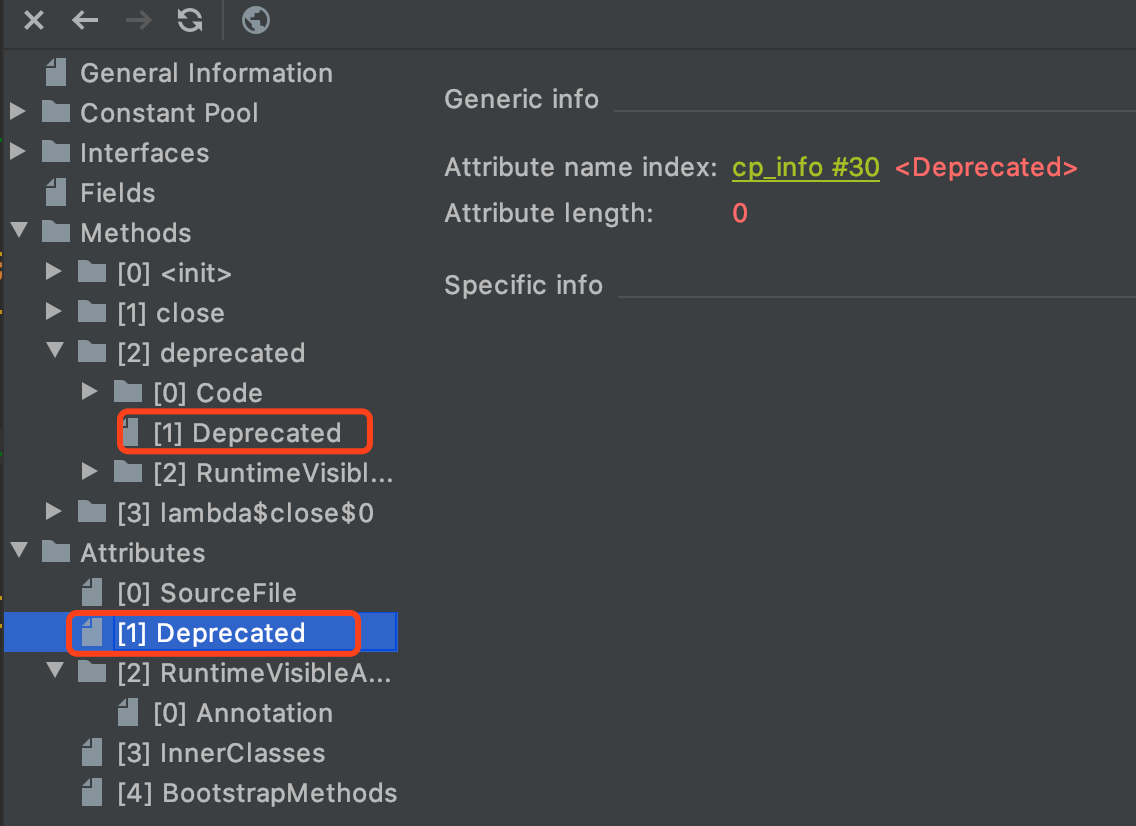 General Information
Constant Pool
Interfaces
Fields
Methods
[0] <init>
[1] close
[2] deprecated
[0] Code
[1] Deprecated
[2] RuntimeVisibl...
[3] lambda$close$0
Attributes
[0] SourceFile
[1] Deprecated
[2] RuntimeVisibleA...
[0] Annotation
[3] InnerClasses
[4] BootstrapMethods
Generic info
Attribute name index: cp_info #30 <Deprecated>
Attribute length: 0
Specific info